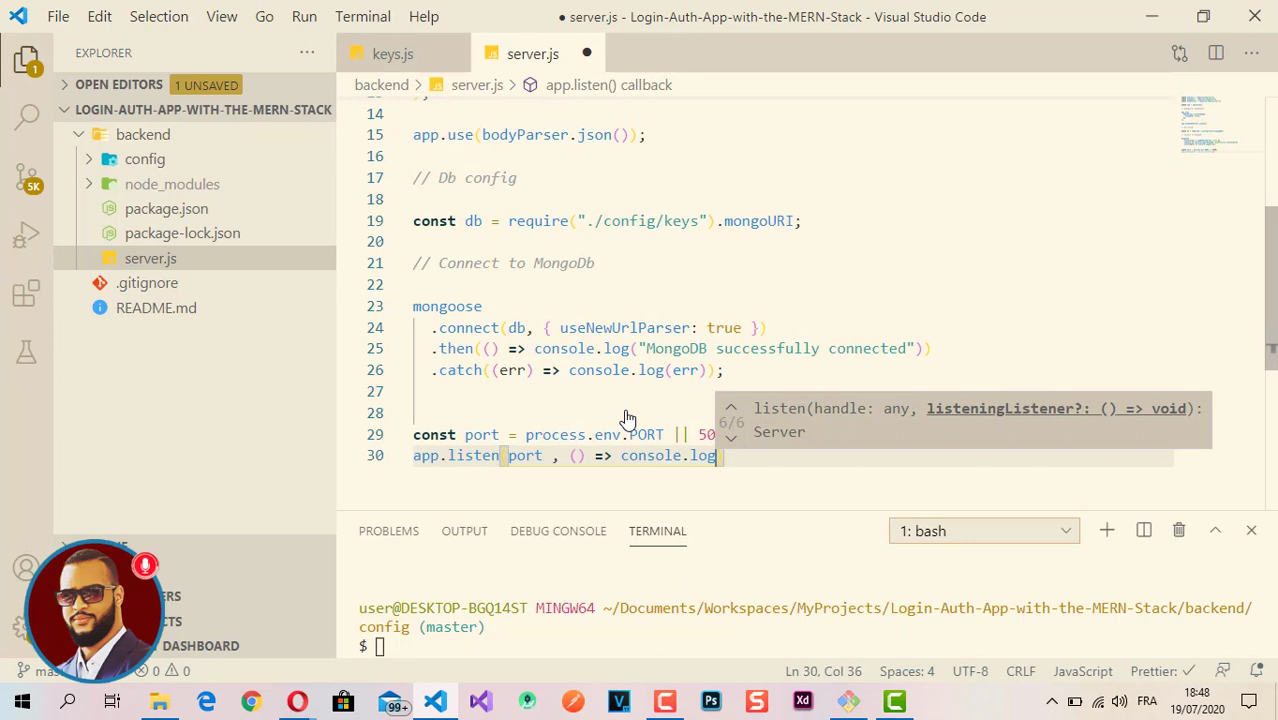 File Edit Selection View Go Run Terminal Help
● server.js - Login-Auth-App-with-the-MERN-Stack - Visual Studio Code
EXPLORER
OPEN EDITORS 1 UNSAVED
LOGIN-AUTH-APP-WITH-THE-MERN-STACK
backend
config
node_modules
package.json
package-lock.json
server.js
.gitignore
README.md
1
5K
DASHBOARD
keys.js
server.js ●
backend > server.js > app.listen() callback
14
15 app.use(bodyParser.json());
16
17 // Db config
18
19 const db = require("./config/keys").mongoURI;
20
21 // Connect to MongoDb
22
23 mongoose
24 .connect(db, { useNewUrlParser: true })
25 .then(() => console.log("MongoDB successfully connected"))
26 .catch((err) => console.log(err));
27
28
29 const port = process.env.PORT || 50
30 app.listen(port , () => console.log)
6/6
listen(handle: any, listeningListener?: () => void):
Server
PROBLEMS OUTPUT DEBUG CONSOLE TERMINAL
1: bash
user@DESKTOP-BGQ14ST MINGW64 ~/Documents/Workspaces/MyProjects/Login-Auth-App-with-the-MERN-Stack/backend/
config (master)
$
0 0
Ln 30, Col 36 Spaces: 4 UTF-8 CRLF JavaScript Prettier: ✓
99+
Ps
S
Xd
FRA
18:48
19/07/2020